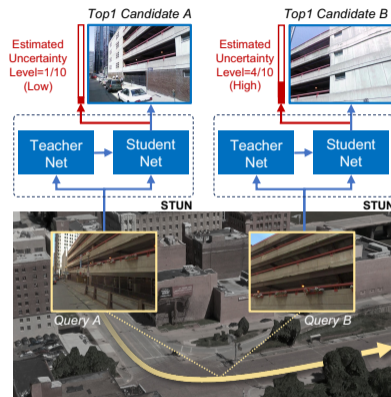 Top1 Candidate A
Top1 Candidate B
Estimated
Uncertainty
Level=1/10
(Low)
Estimated
Uncertainty
Level=4/10
(High)
Teacher
Net
Student
Net
Teacher
Net
Student
Net
STUN
STUN
Query A
Query B